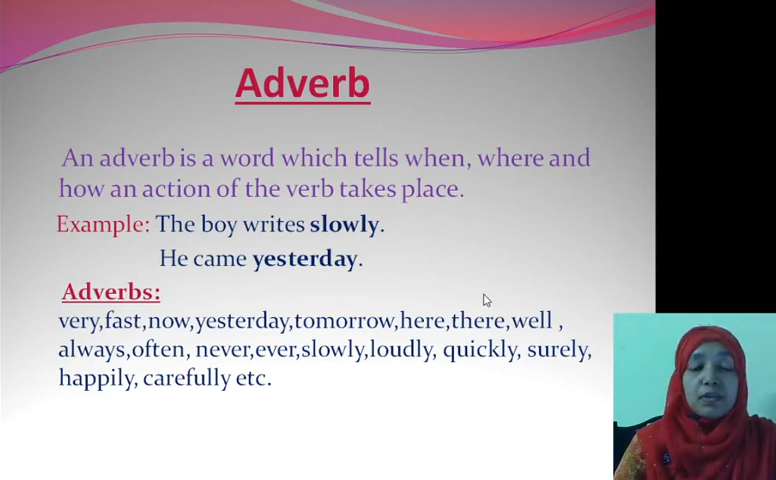 Adverb
An adverb is a word which tells when, where and
how an action of the verb takes place.
Example: The boy writes slowly.
He came yesterday.
Adverbs:
very,fast,now,yesterday,tomorrow,here,there,well ,
always,often, never,ever,slowly,loudly, quickly, surely,
happily, carefully etc.